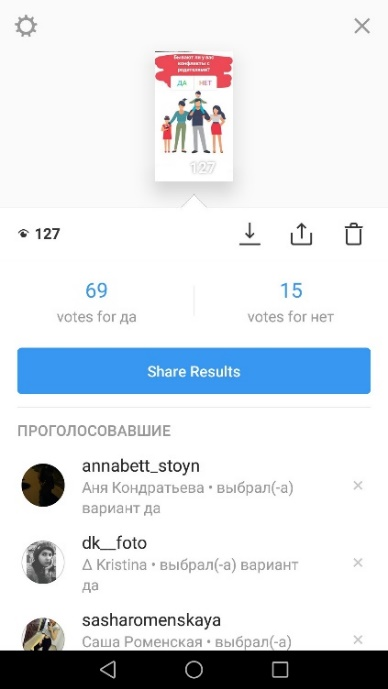 Бывают ли у вас
конфликты с
родителями?
ДА НЕТ
127
127
69 15
votes for да votes for нет
Share Results
ПРОГОЛОСОВАВШИЕ
annabett_stoyn
Аня Кондратьева • выбрал(-а)
вариант да
dk__foto
Δ Kristina • выбрал(-а) вариант
да
sasharomenskaya
Саша Роменская • выбрал(-а)